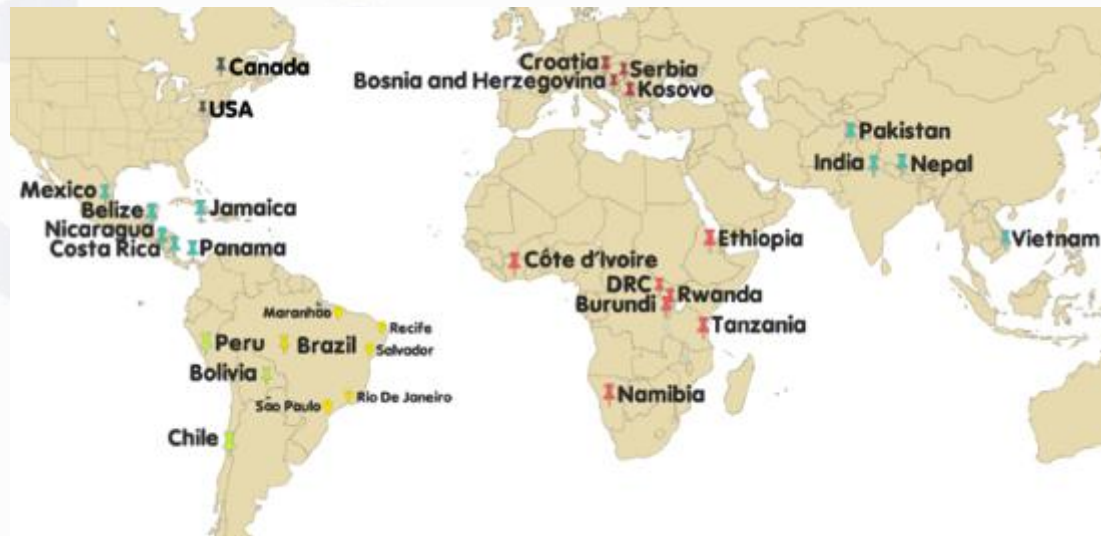 Canada
USA
Mexico
Belize
Jamaica
Nicaragua
Costa Rica
Panama
Maranhão
Recife
Peru
Brazil
Salvador
Bolivia
São Paulo
Rio De Janeiro
Chile
Croatia
Serbia
Bosnia and Herzegovina
Kosovo
Pakistan
India
Nepal
Vietnam
Ethiopia
Côte d'Ivoire
DRC
Rwanda
Burundi
Tanzania
Namibia